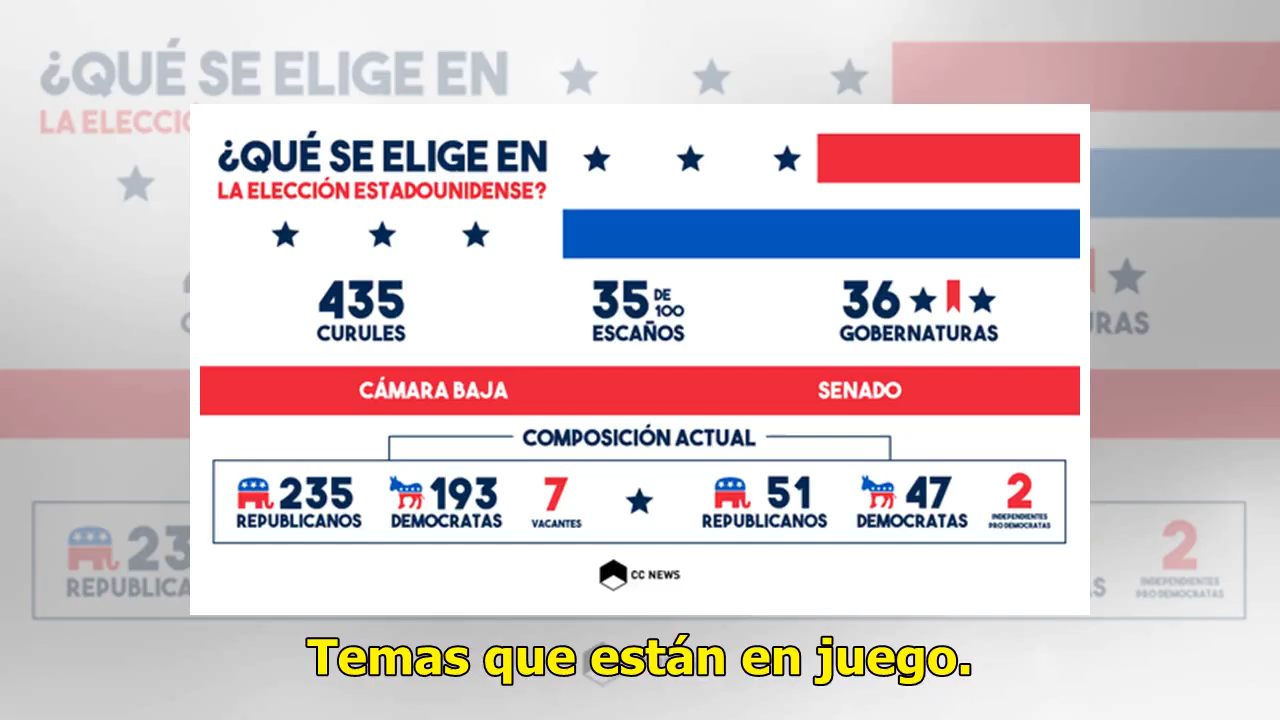 ¿QUÉ SE ELIGE EN
LA ELECCIÓN ESTADOUNIDENSE?
435
CURULES
35 DE 100
ESCAÑOS
36
GOBERNATURAS
CÁMARA BAJA
SENADO
COMPOSICIÓN ACTUAL
235
REPUBLICANOS
193
DEMOCRATAS
7
VACANTES
51
REPUBLICANOS
47
DEMOCRATAS
2
INDEPENDIENTES
PRO DEMOCRATAS
CC NEWS
Temas que están en juego.